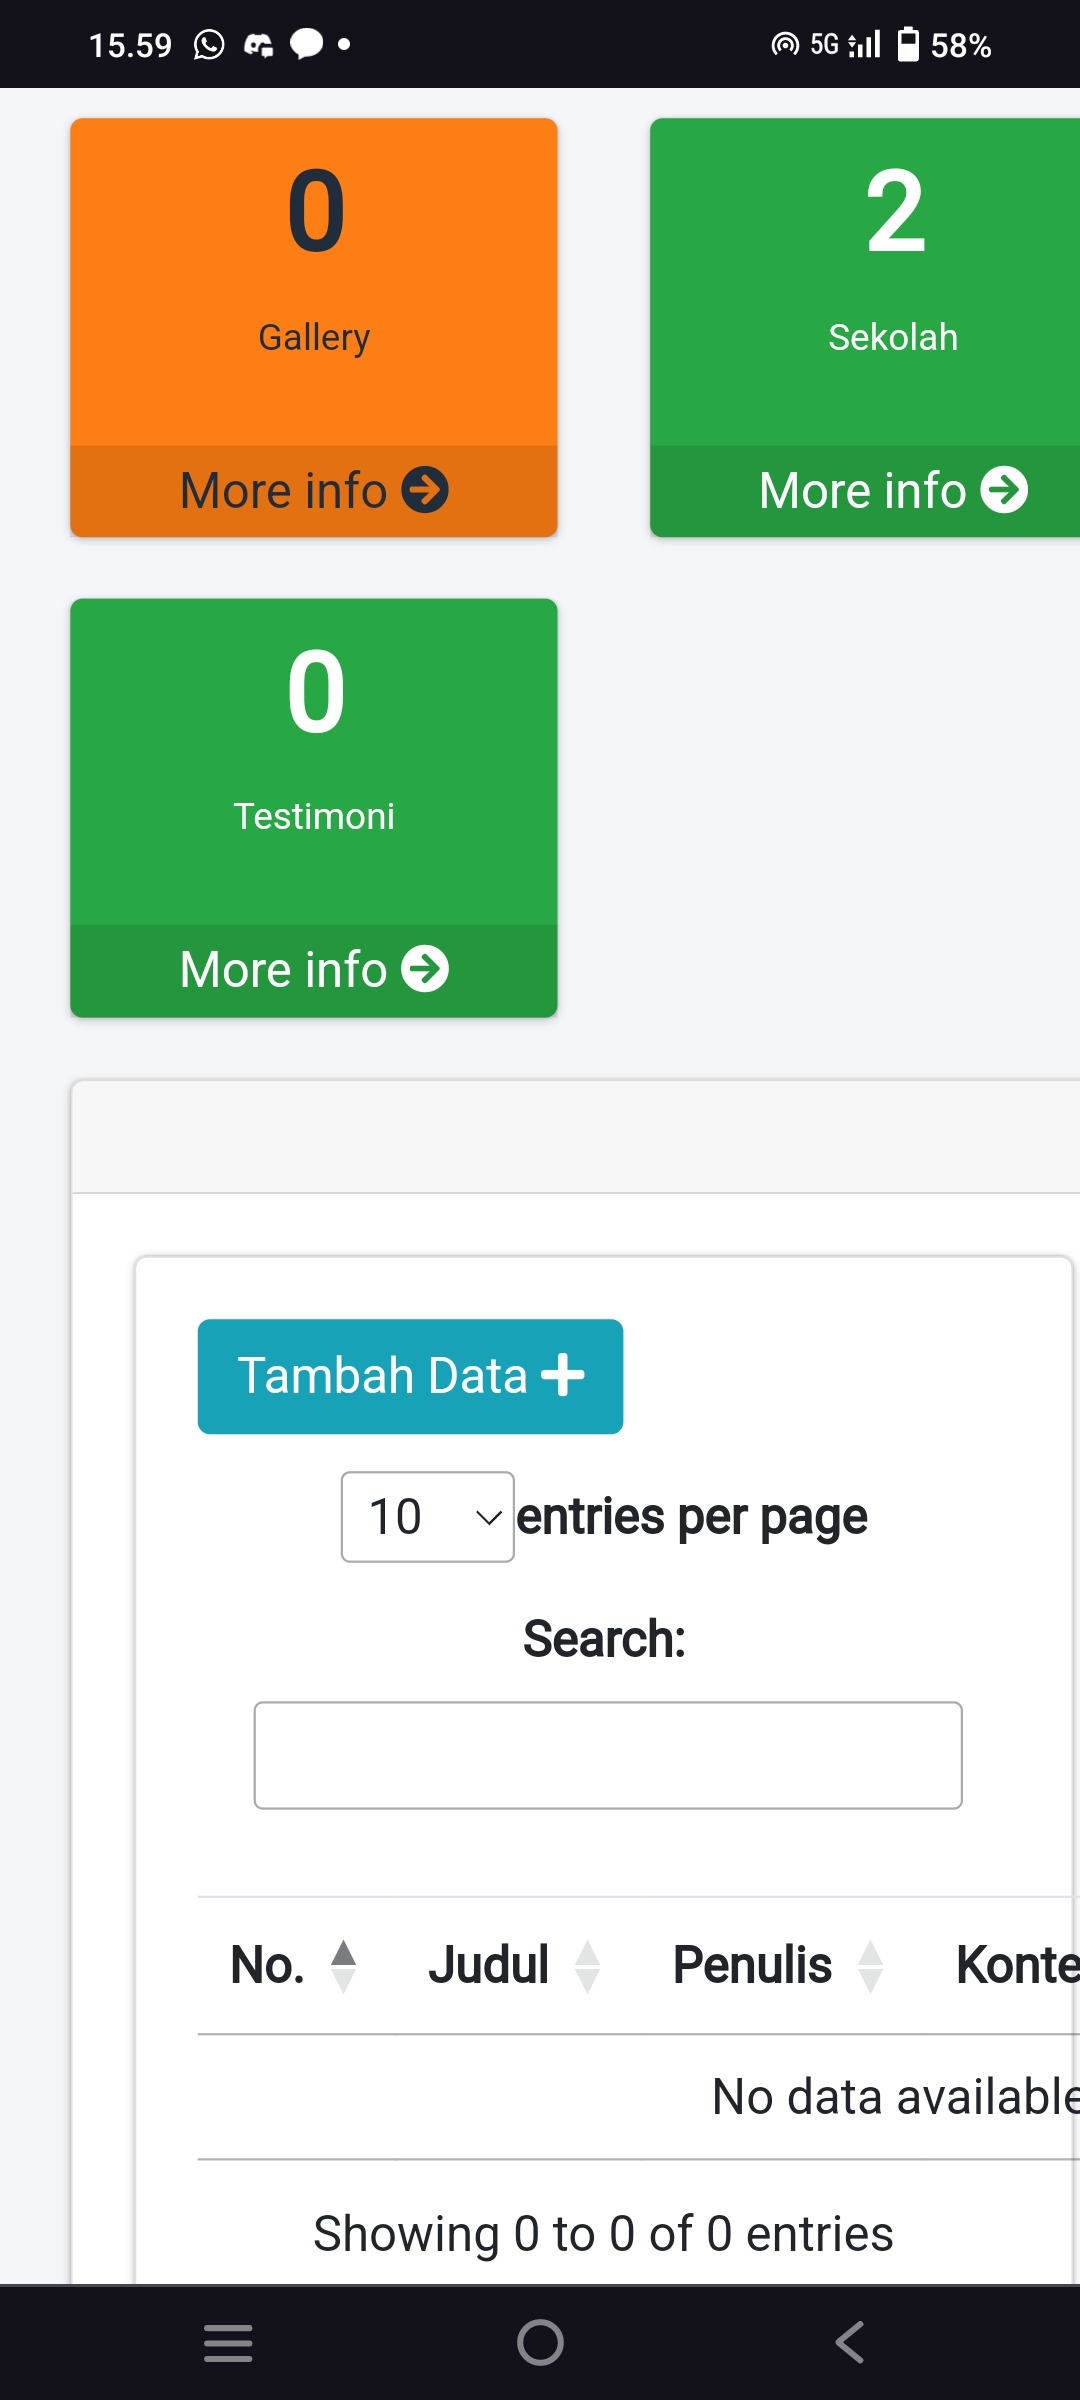 15.59 5G 58%
0 2
Gallery Sekolah
More info More info
0
Testimoni
More info
Tambah Data
10 entries per page
Search:
No. Judul Penulis Konte
No data available
Showing 0 to 0 of 0 entries